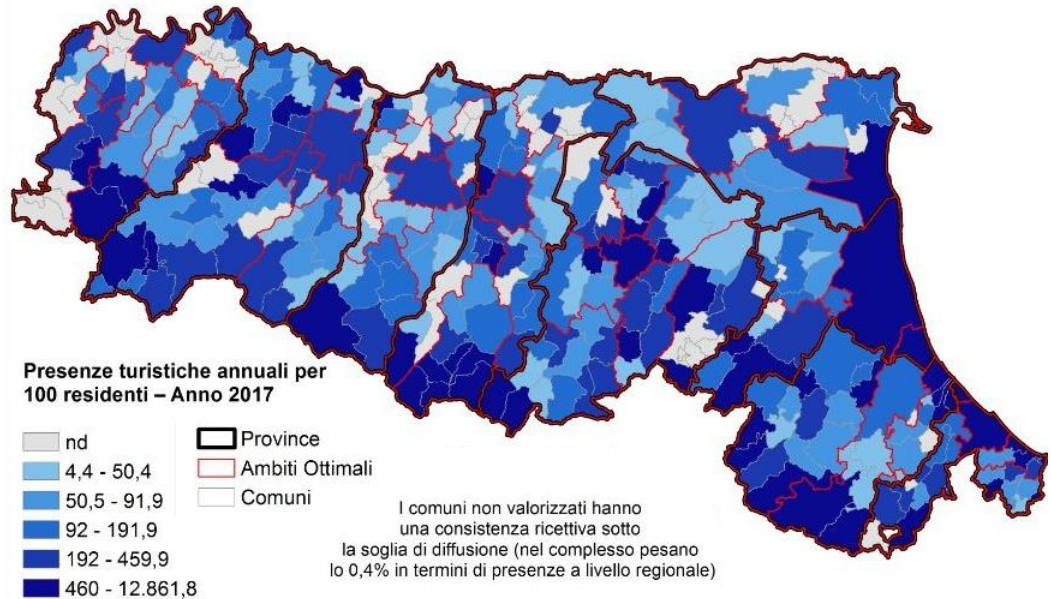 Presenze turistiche annuali per
100 residenti – Anno 2017
nd
4,4 - 50,4
50,5 - 91,9
92 - 191,9
192 - 459,9
460 - 12.861,8
Province
Ambiti Ottimali
Comuni
I comuni non valorizzati hanno
una consistenza ricettiva sotto
la soglia di diffusione (nel complesso pesano
lo 0,4% in termini di presenze a livello regionale)